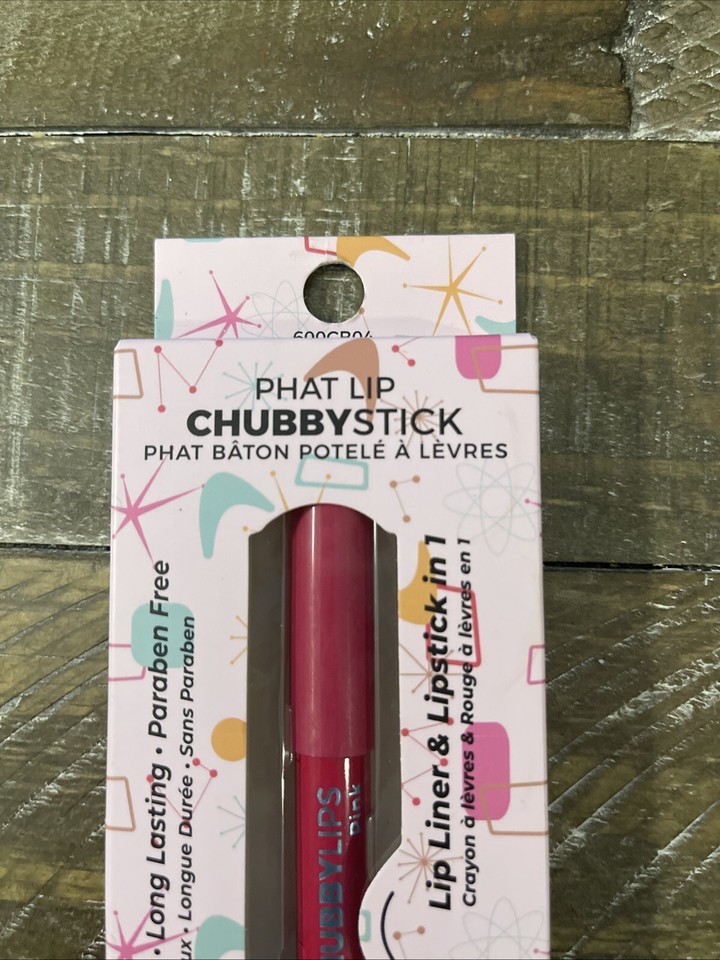 PHAT LIP
CHUBBYSTICK
PHAT BÂTON POTELÉ À LÈVRES
· Long Lasting · Paraben Free
· Longue Durée · Sans Paraben
Lip Liner & Lipstick in 1
Crayon à lèvres & Rouge à lèvres en 1
UBBYLIPS
Pink